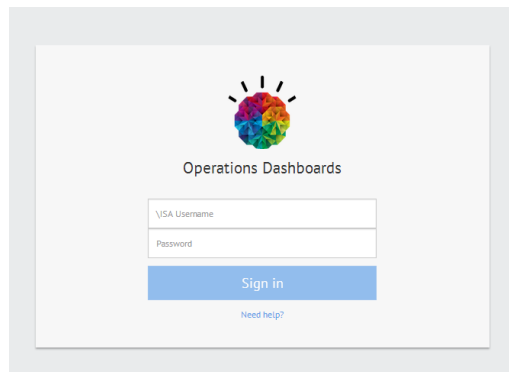 Operations Dashboards
\ISA Username
Password
Sign in
Need help?